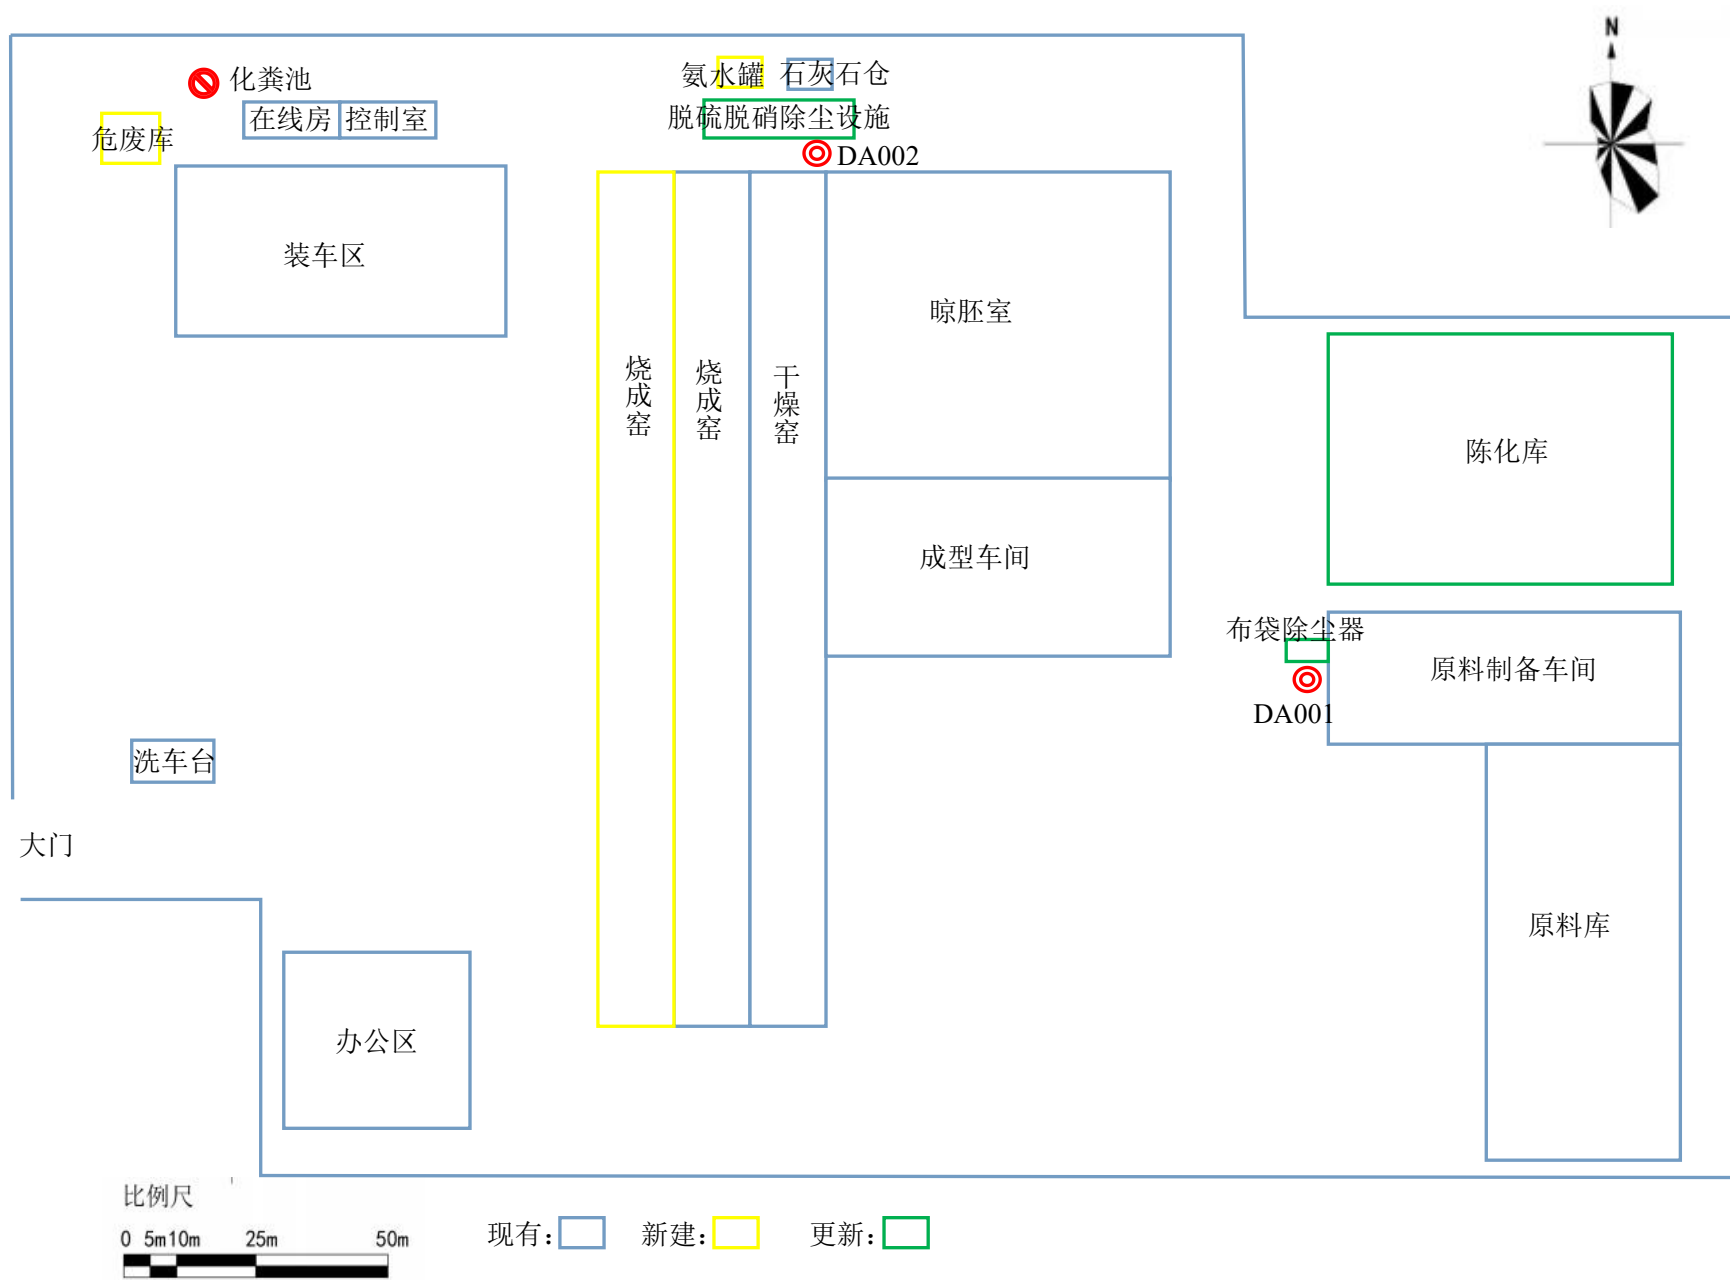 N
化粪池
氨水罐
石灰石仓
危废库
在线房
控制室
脱硫脱硝除尘设施
DA002
装车区
晾胚室
烧成窑
烧成窑
干燥窑
陈化库
成型车间
布袋除尘器
原料制备车间
DA001
洗车台
大门
原料库
办公区
比例尺
0 5m10m 25m 50m
现有： 新建： 更新：